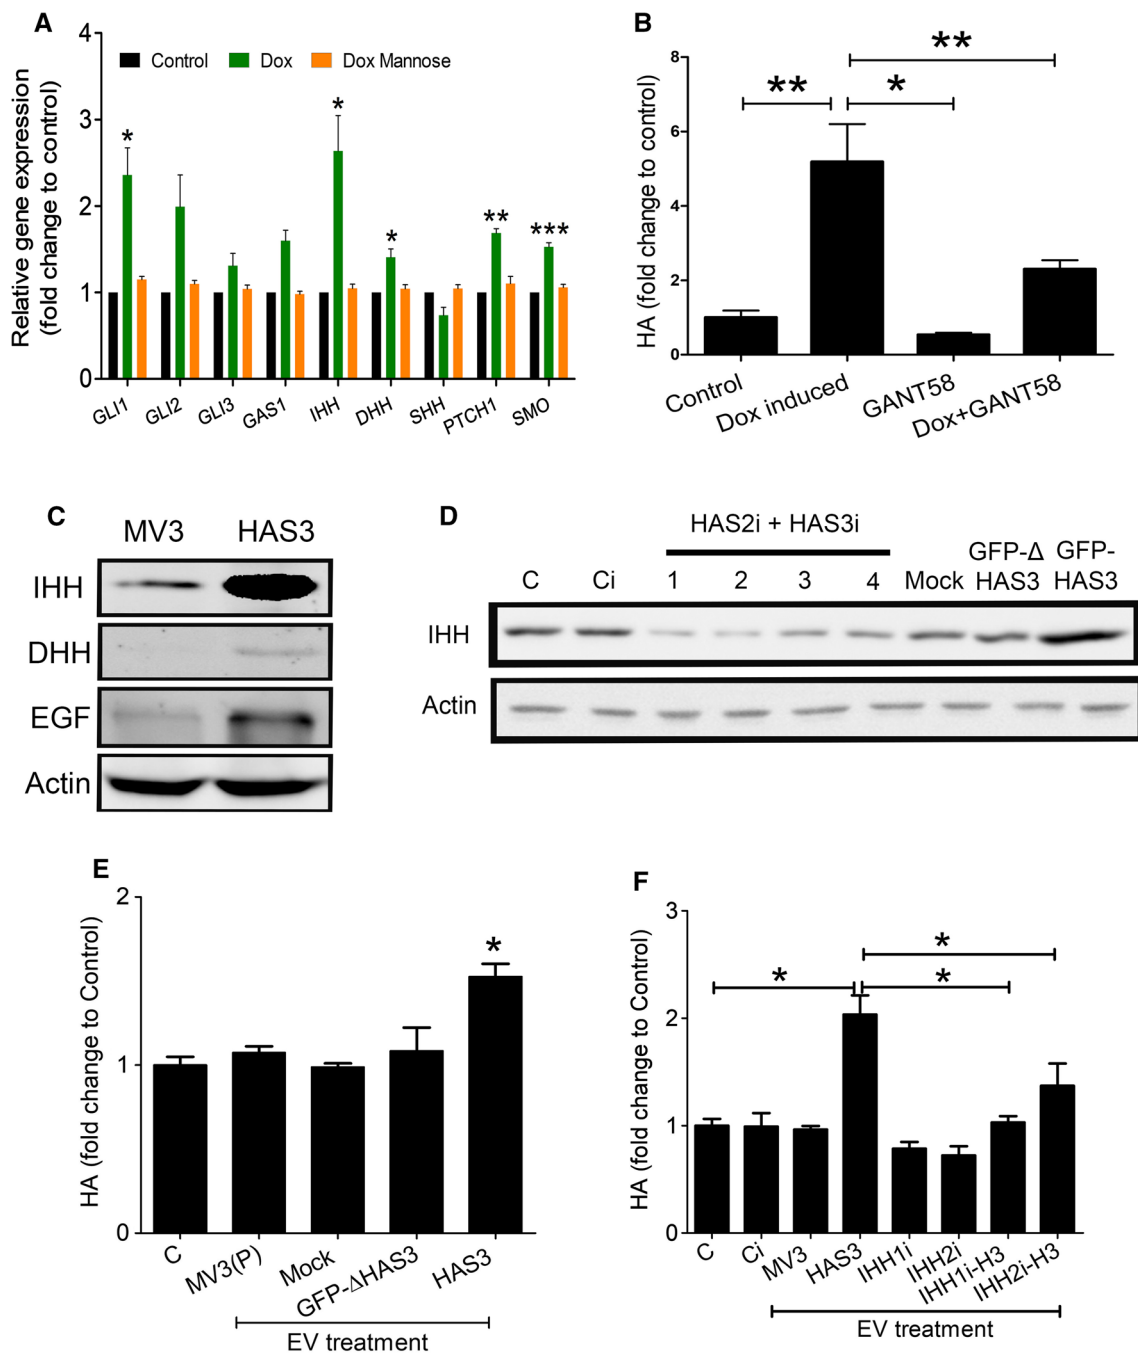 A
Relative gene expression
(fold change to control)
4
3
2
1
0
Control Dox Dox Mannose
*
*
*
**
***
GLI1 GLI2 GLI3 GAS1 IHH DHH SHH PTCH1 SMO
B
HA (fold change to control)
8
6
4
2
0
**
** *
Control Dox induced GANT58 Dox+GANT58
C
MV3 HAS3
IHH
DHH
EGF
Actin
D
HAS2i + HAS3i
GFP-Δ GFP-
C Ci 1 2 3 4 Mock HAS3 HAS3
IHH
Actin
E
HA (fold change to Control)
2
1
0
*
C MV3(P) Mock GFP-ΔHAS3 HAS3
EV treatment
F
HA (fold change to Control)
3
2
1
0
*
* *
C Ci MV3 HAS3 IHH1i IHH2i IHH1i-H3 IHH2i-H3
EV treatment